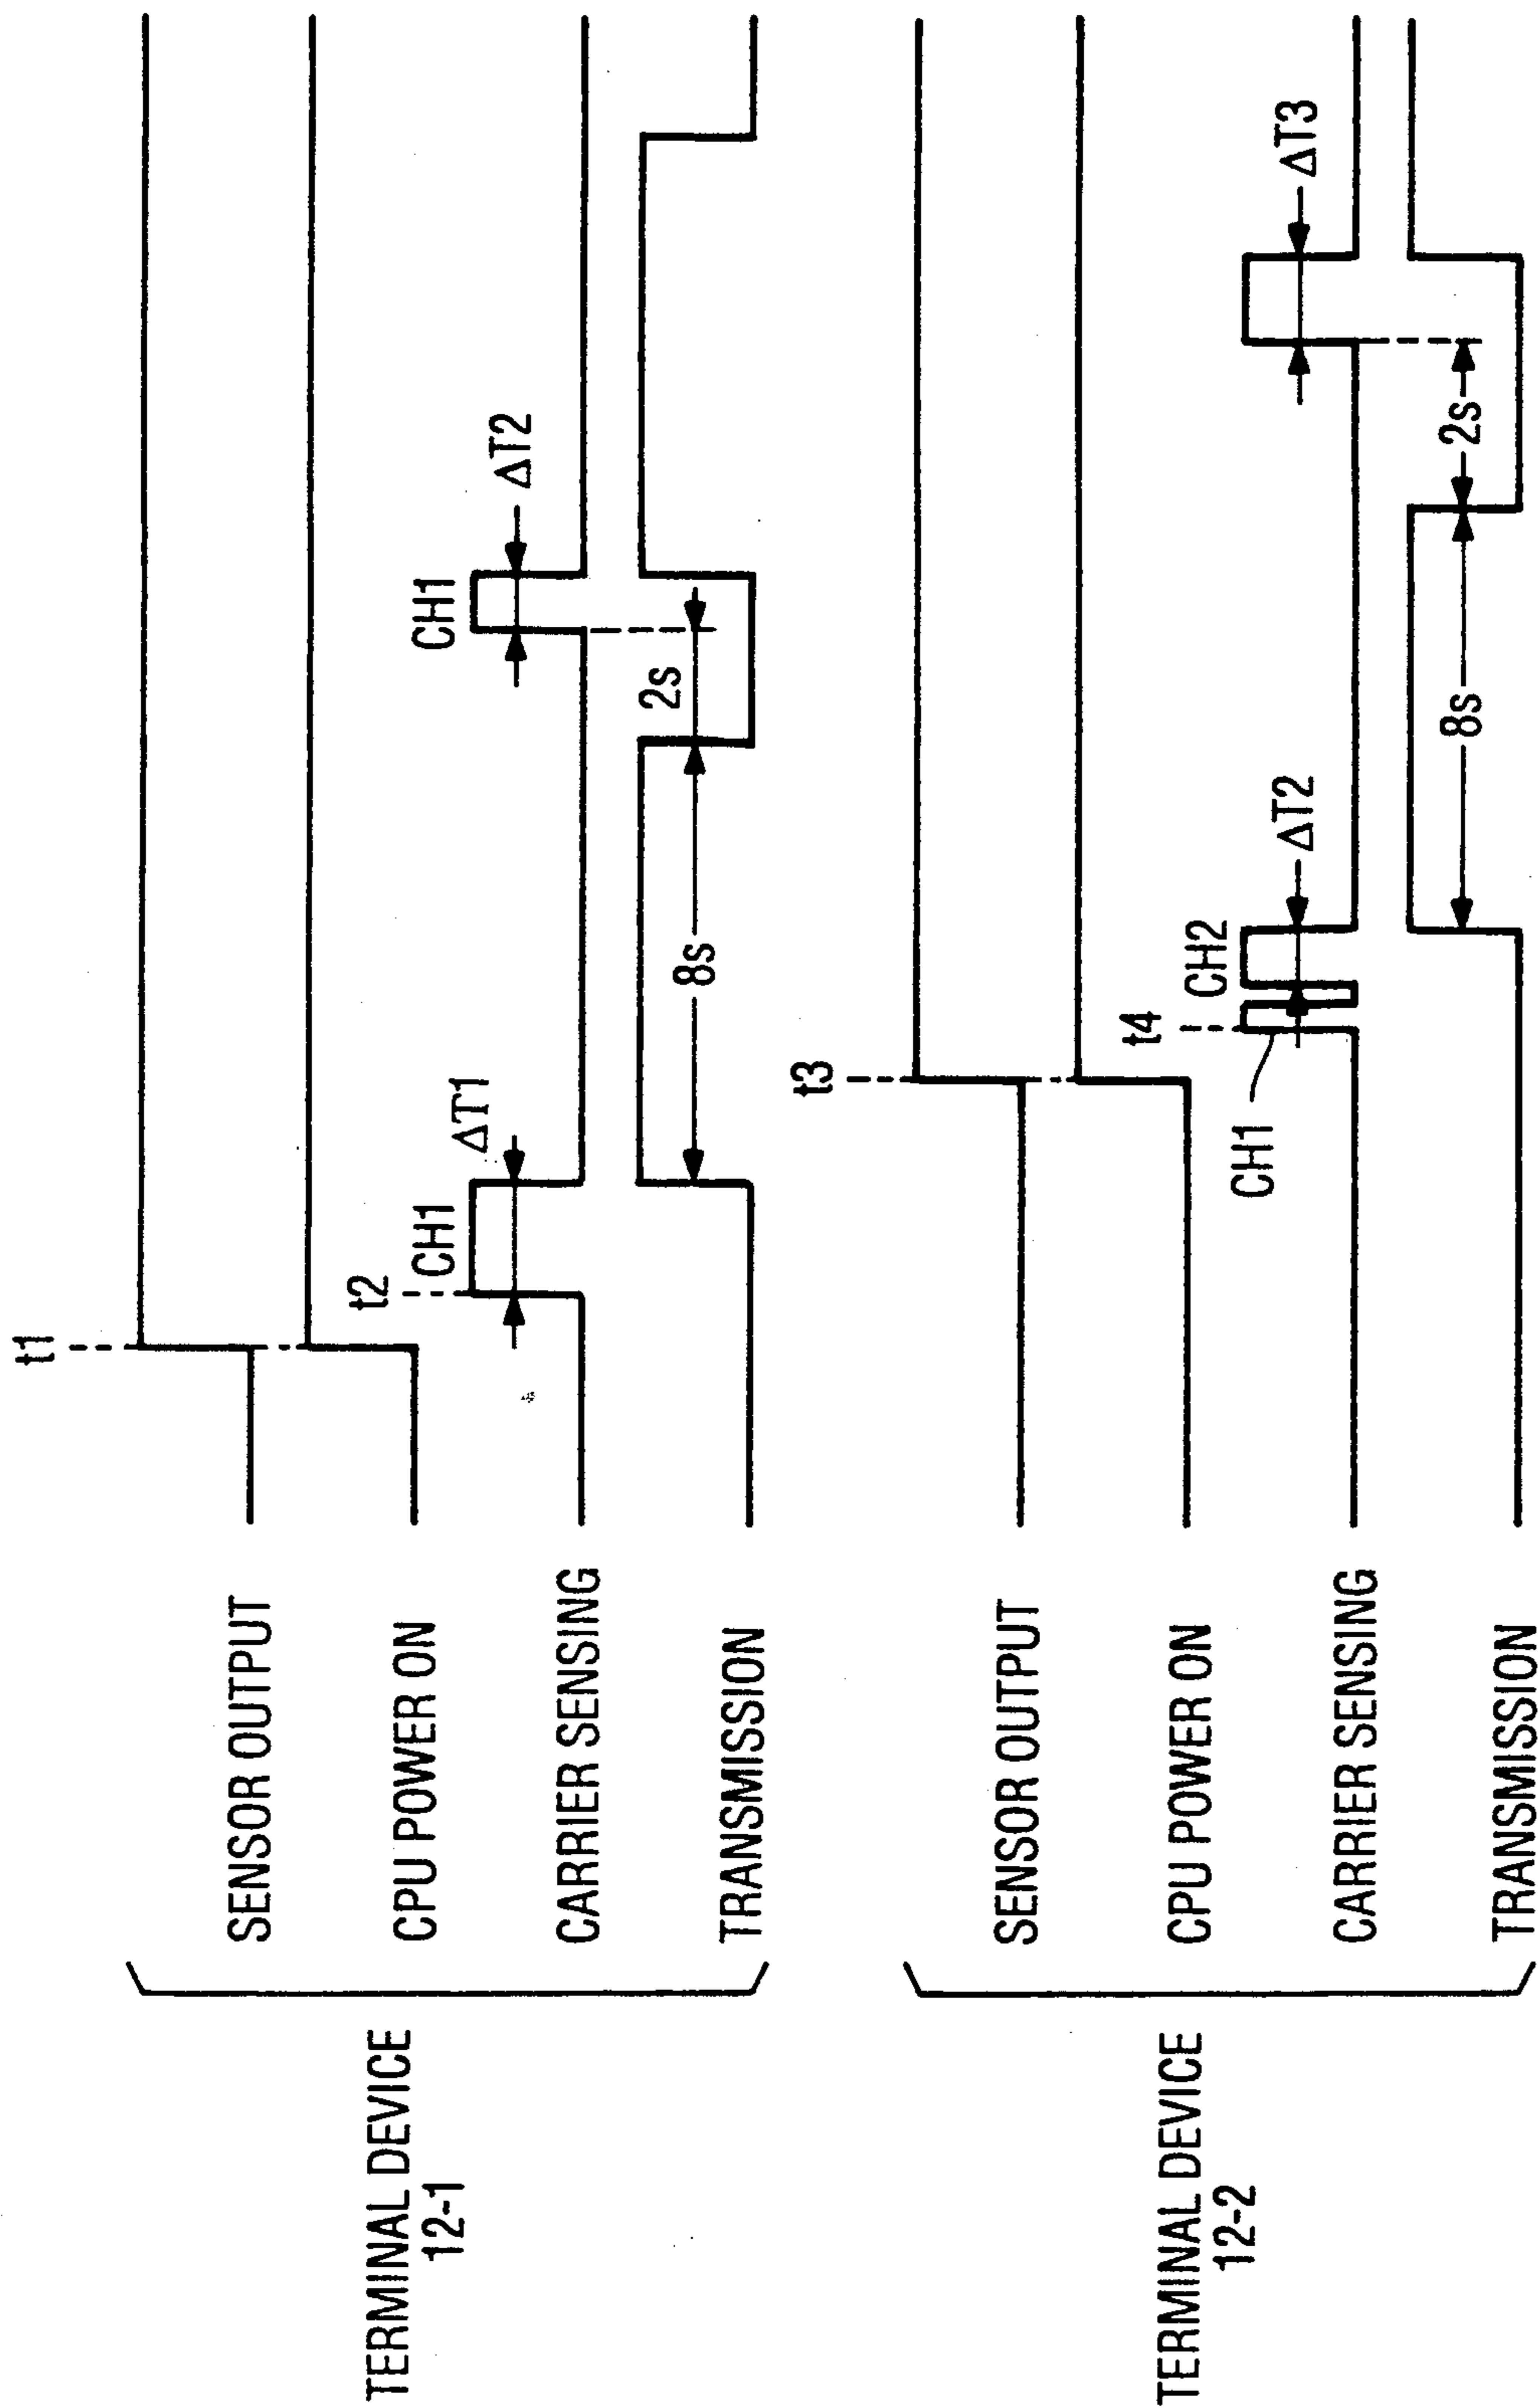 TERMINAL DEVICE
12-1
SENSOR OUTPUT
t1
CPU POWER ON
t2
CARRIER SENSING
CH1
ΔT1
CH1
ΔT2
TRANSMISSION
8s
2s
TERMINAL DEVICE
12-2
SENSOR OUTPUT
t3
CPU POWER ON
t4
CARRIER SENSING
CH1
CH2
ΔT2
ΔT3
TRANSMISSION
8s
2s